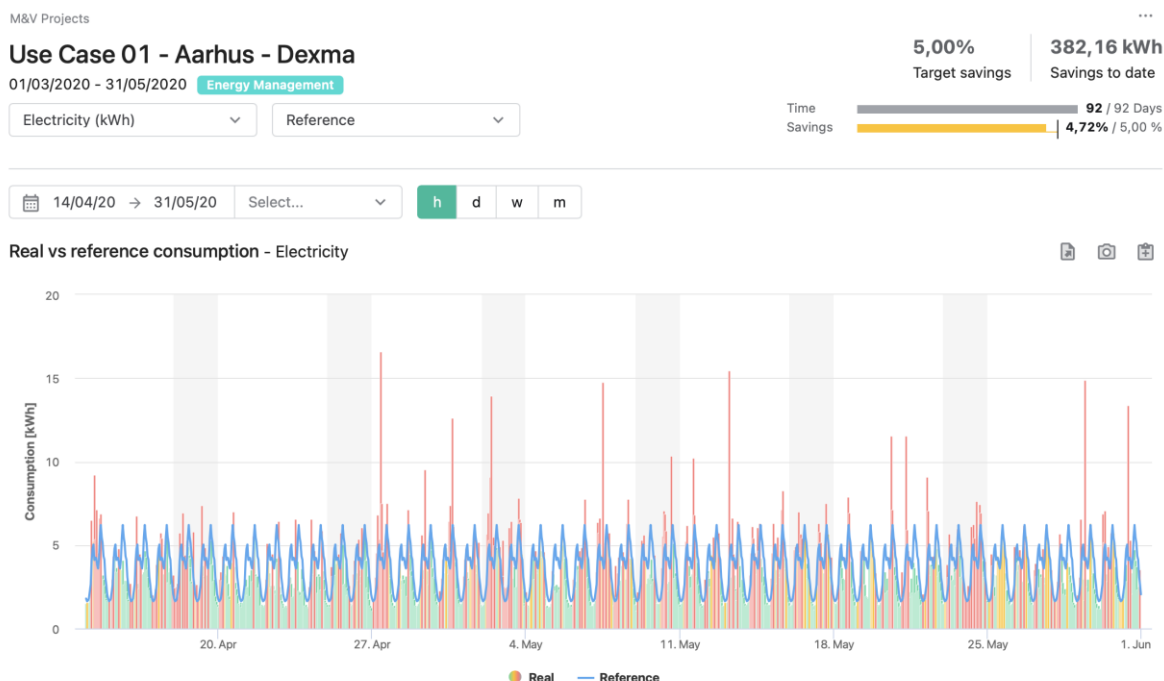 M&V Projects
...
Use Case 01 - Aarhus - Dexma
01/03/2020 - 31/05/2020 Energy Management
Electricity (kWh) Reference
5,00% 382,16 kWh
Target savings Savings to date
Time 92 / 92 Days
Savings 4,72% / 5,00 %
14/04/20 → 31/05/20 Select... h d w m
Real vs reference consumption - Electricity
Consumption [kWh]
20
15
10
5
0
20. Apr 27. Apr 4. May 11. May 18. May 25. May 1. Jun
Real Reference